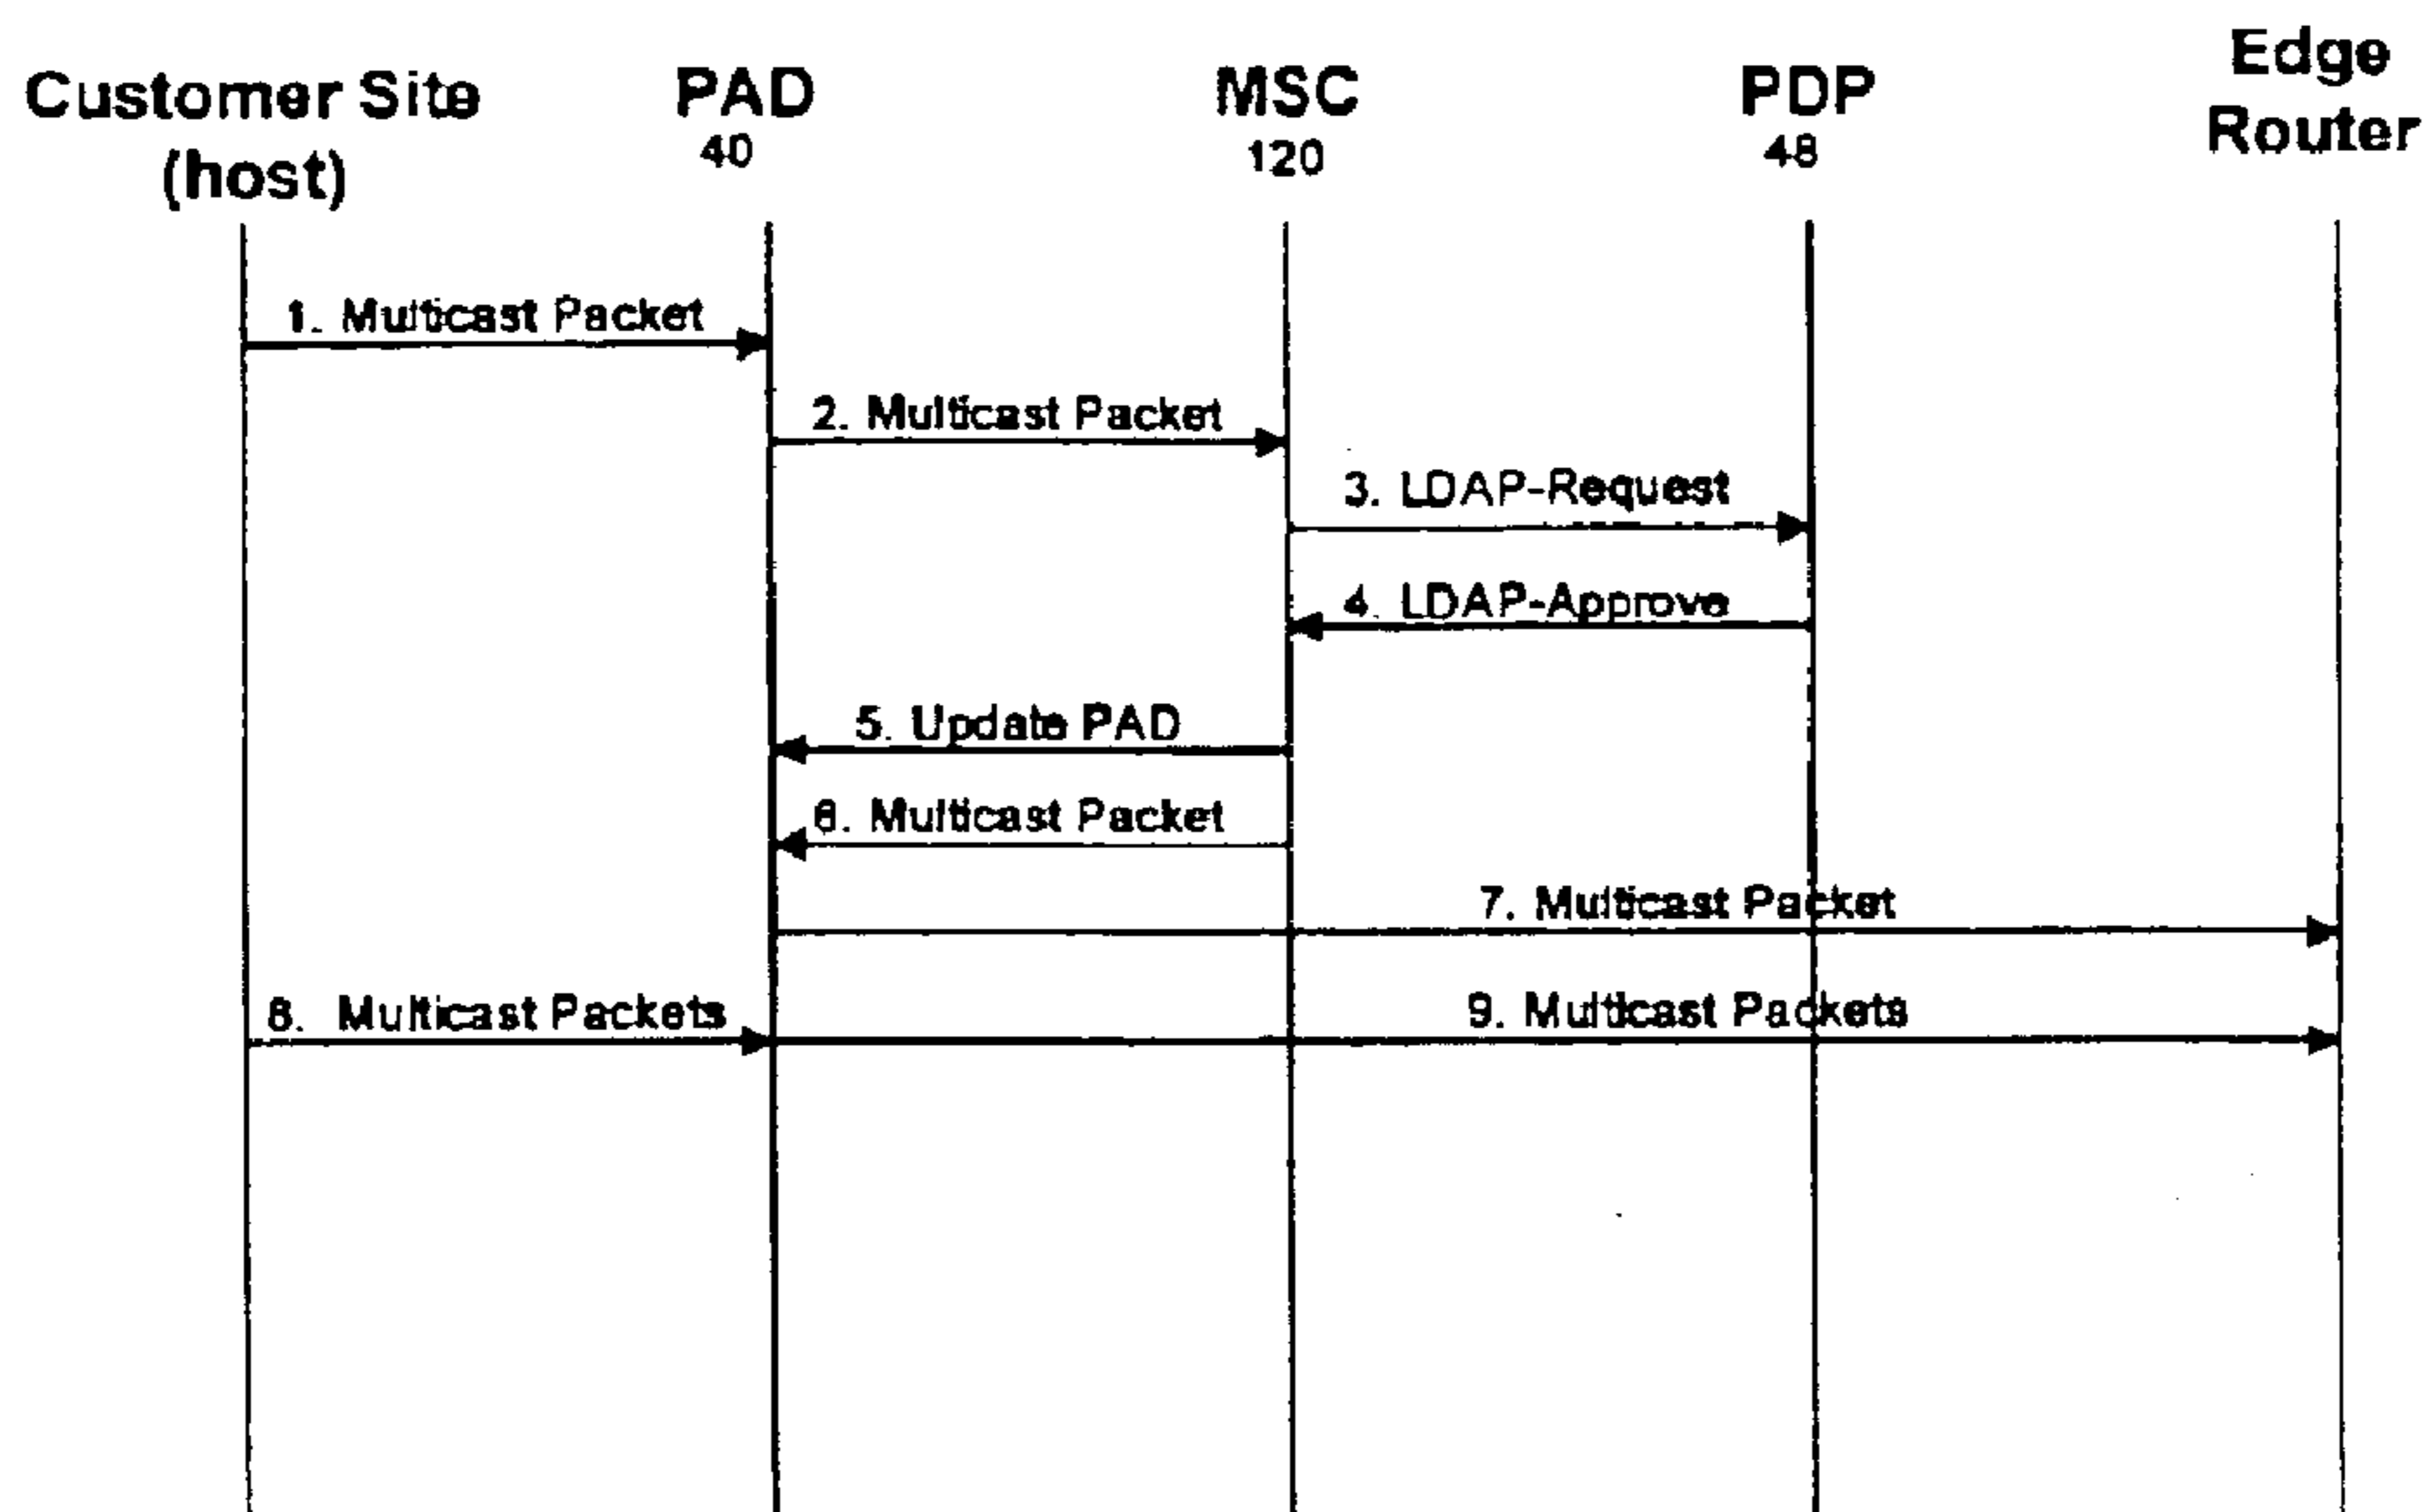 Customer Site
(host)
PAD
40
MSC
120
PDP
48
Edge
Router
1. Multicast Packet
2. Multicast Packet
3. LDAP-Request
4. LDAP-Approve
5. Update PAD
6. Multicast Packet
7. Multicast Packet
8. Multicast Packets
9. Multicast Packets